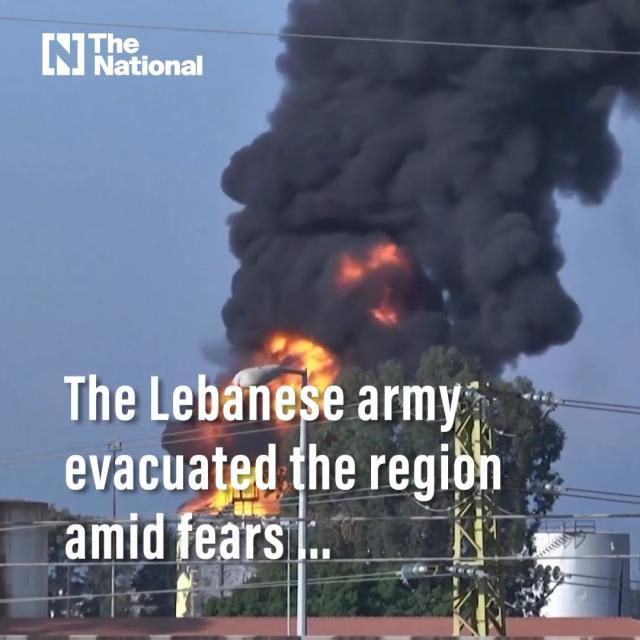 The
National
The Lebanese army
evacuated the region
amid fears ...